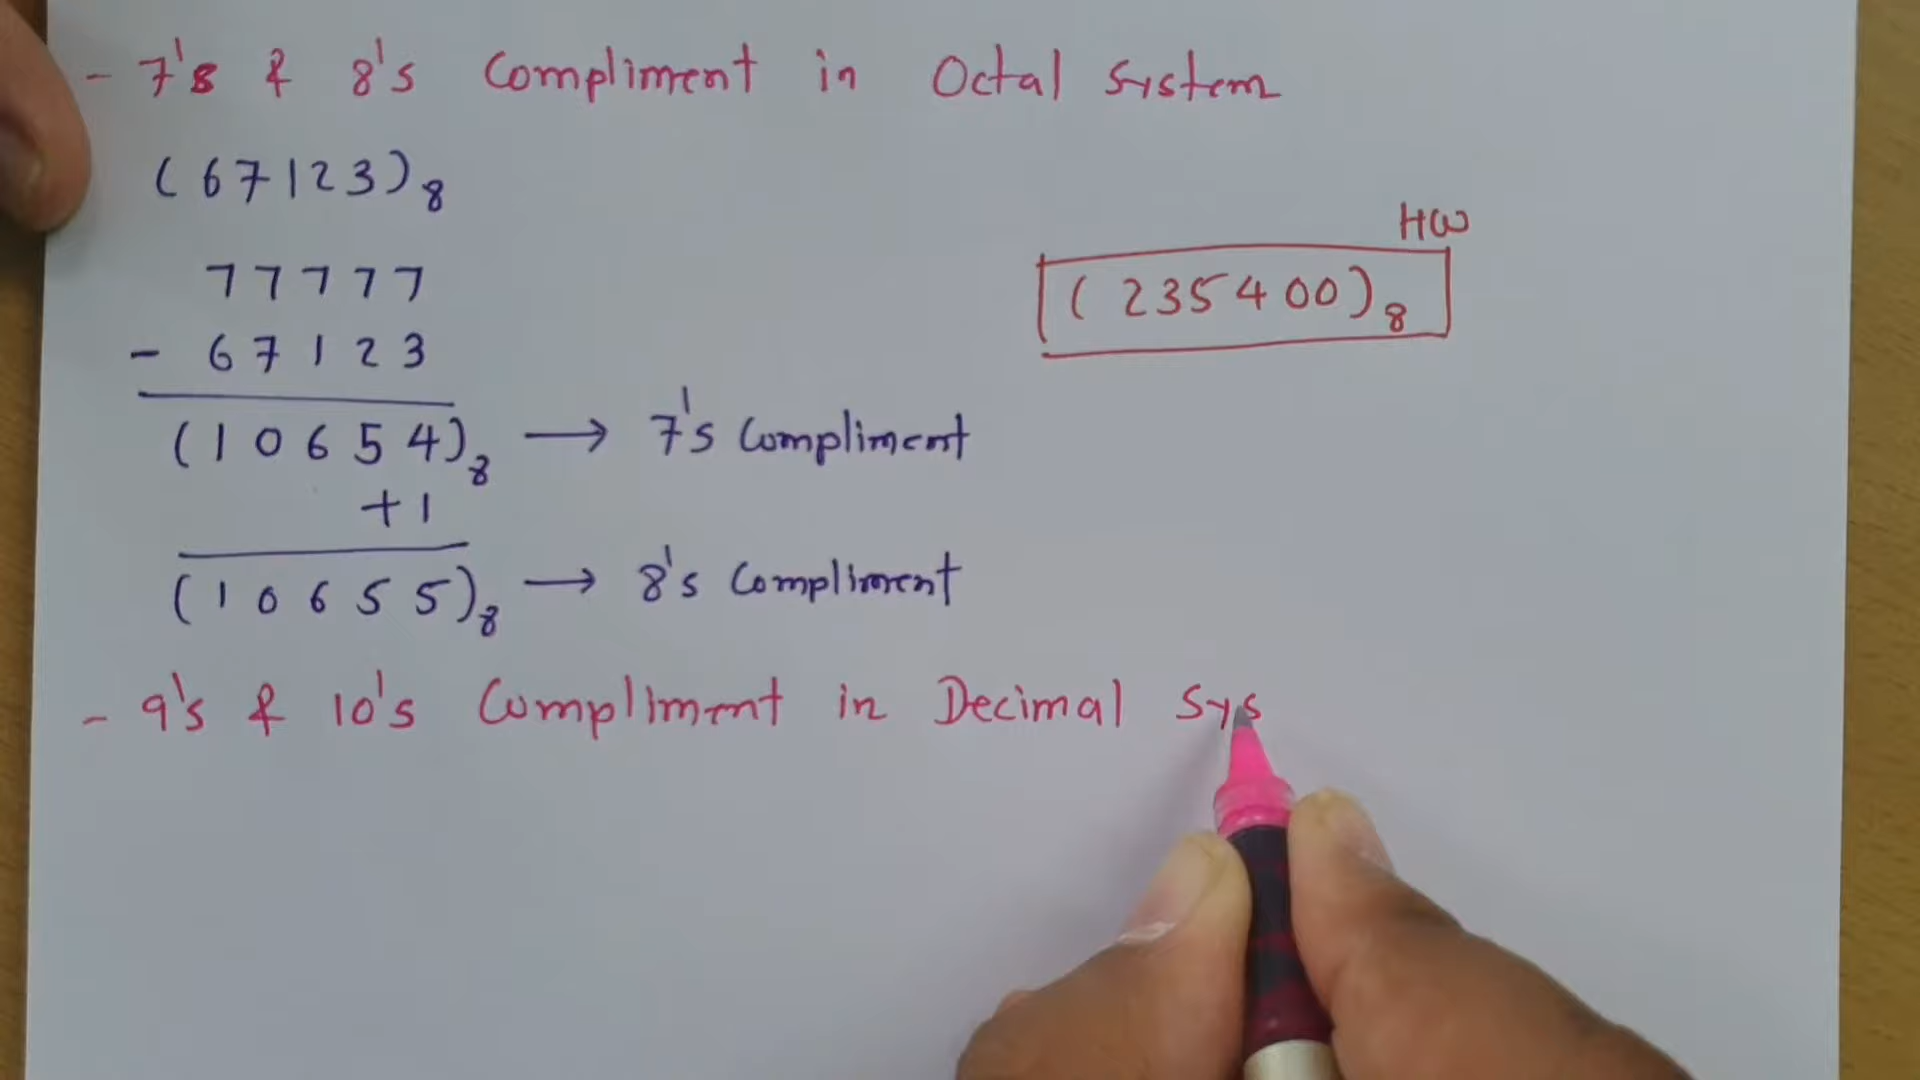 - 7's & 8's Compliment in Octal System
(67123)8
HW
(235400)8
77777
- 67123
(10654)8 → 7's Compliment
+1
(10655)8 → 8's Compliment
- 9's & 10's Compliment in Decimal Sys